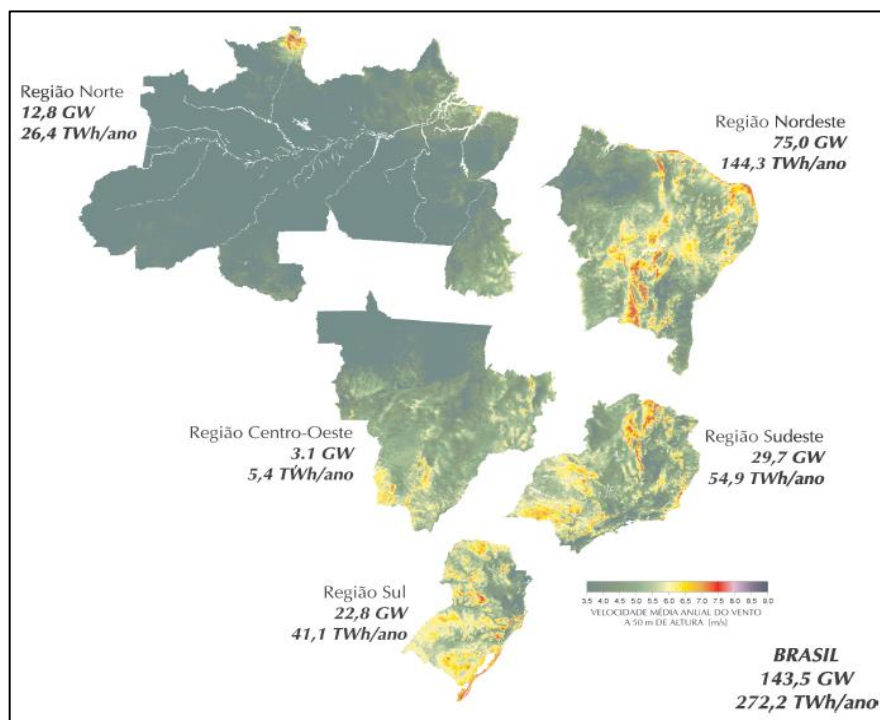 Região Norte
12,8 GW
26,4 TWh/ano
Região Nordeste
75,0 GW
144,3 TWh/ano
Região Centro-Oeste
3.1 GW
5,4 TWh/ano
Região Sudeste
29,7 GW
54,9 TWh/ano
Região Sul
22,8 GW
41,1 TWh/ano
3.5 4.0 4.5 5.0 5.5 6.0 6.5 7.0 7.5 8.0 8.5 9.0
VELOCIDADE MÉDIA ANUAL DO VENTO
A 50 m DE ALTURA [m/s]
BRASIL
143,5 GW
272,2 TWh/ano